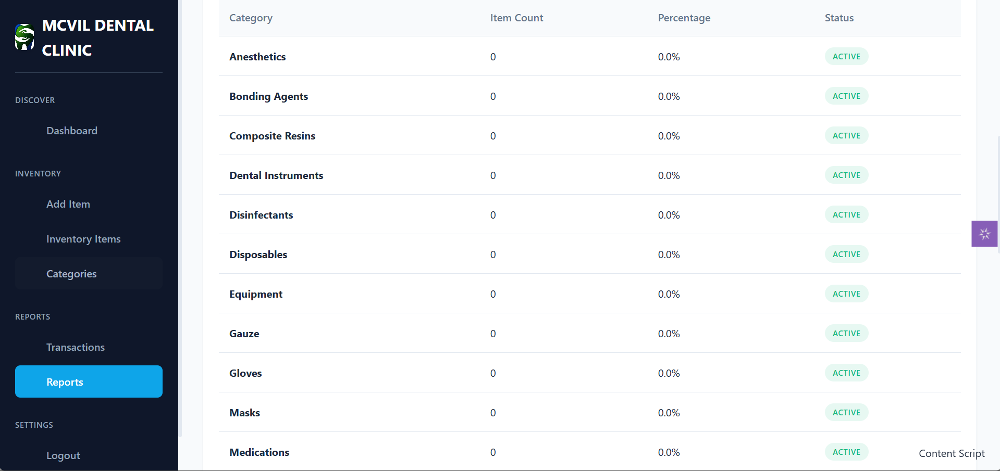 MCVIL DENTAL
CLINIC
DISCOVER
Dashboard
INVENTORY
Add Item
Inventory Items
Categories
REPORTS
Transactions
Reports
SETTINGS
Logout
Category Item Count Percentage Status
Anesthetics 0 0.0% ACTIVE
Bonding Agents 0 0.0% ACTIVE
Composite Resins 0 0.0% ACTIVE
Dental Instruments 0 0.0% ACTIVE
Disinfectants 0 0.0% ACTIVE
Disposables 0 0.0% ACTIVE
Equipment 0 0.0% ACTIVE
Gauze 0 0.0% ACTIVE
Gloves 0 0.0% ACTIVE
Masks 0 0.0% ACTIVE
Medications 0 0.0% ACTIVE
Content Script